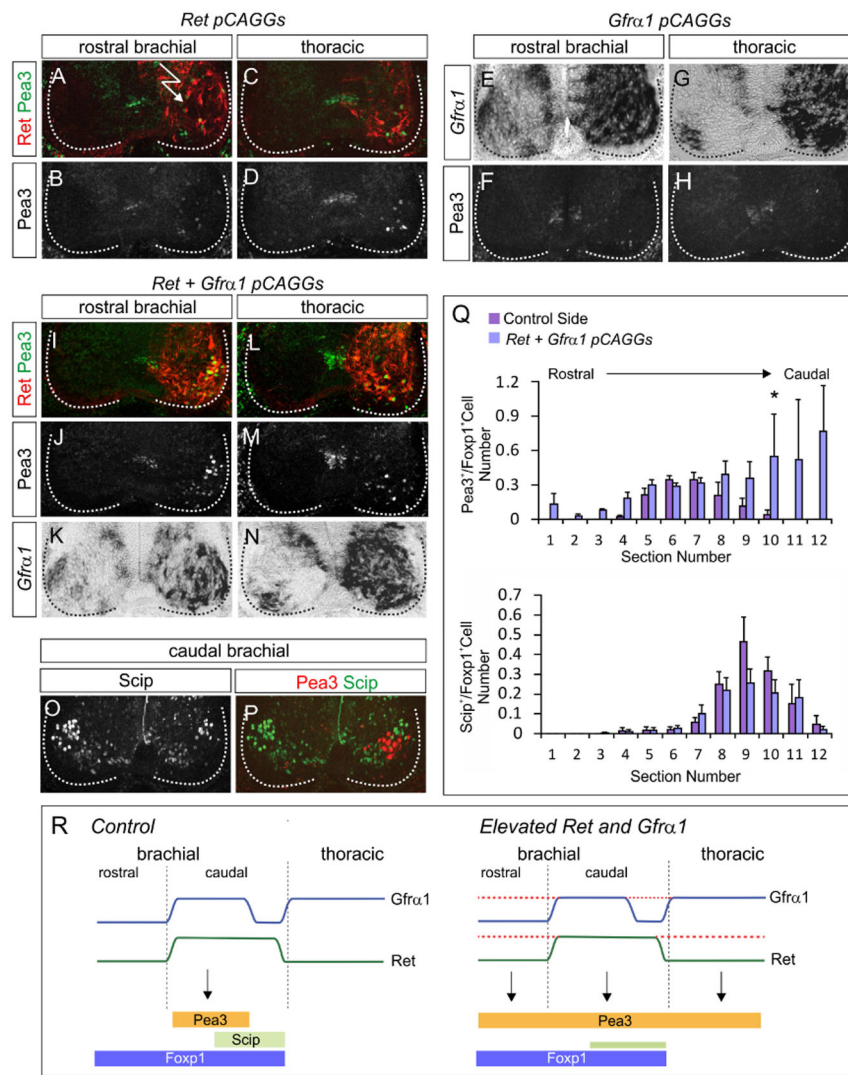 Ret pCAGGs
rostral brachial
thoracic
Ret Pea3
A
C
Pea3
B
D
Gfrα1 pCAGGs
rostral brachial
thoracic
Gfrα1
E
G
Pea3
F
H
Ret + Gfrα1 pCAGGs
rostral brachial
thoracic
Ret Pea3
I
L
Pea3
J
M
Gfrα1
K
N
caudal brachial
Scip
Pea3 Scip
O
P
Q
Control Side
Ret + Gfrα1 pCAGGs
Rostral
Caudal
*
Pea3+/Foxp1+Cell
Number
1.2
0.9
0.6
0.3
0
1 2 3 4 5 6 7 8 9 10 11 12
Section Number
Scip+/Foxp1+Cell
Number
0.7
0.6
0.5
0.4
0.3
0.2
0.1
0
1 2 3 4 5 6 7 8 9 10 11 12
Section Number
R
Control
brachial
thoracic
rostral
caudal
Gfrα1
Ret
Pea3
Scip
Foxp1
Elevated Ret and Gfrα1
brachial
thoracic
rostral
caudal
Gfrα1
Ret
Pea3
Foxp1